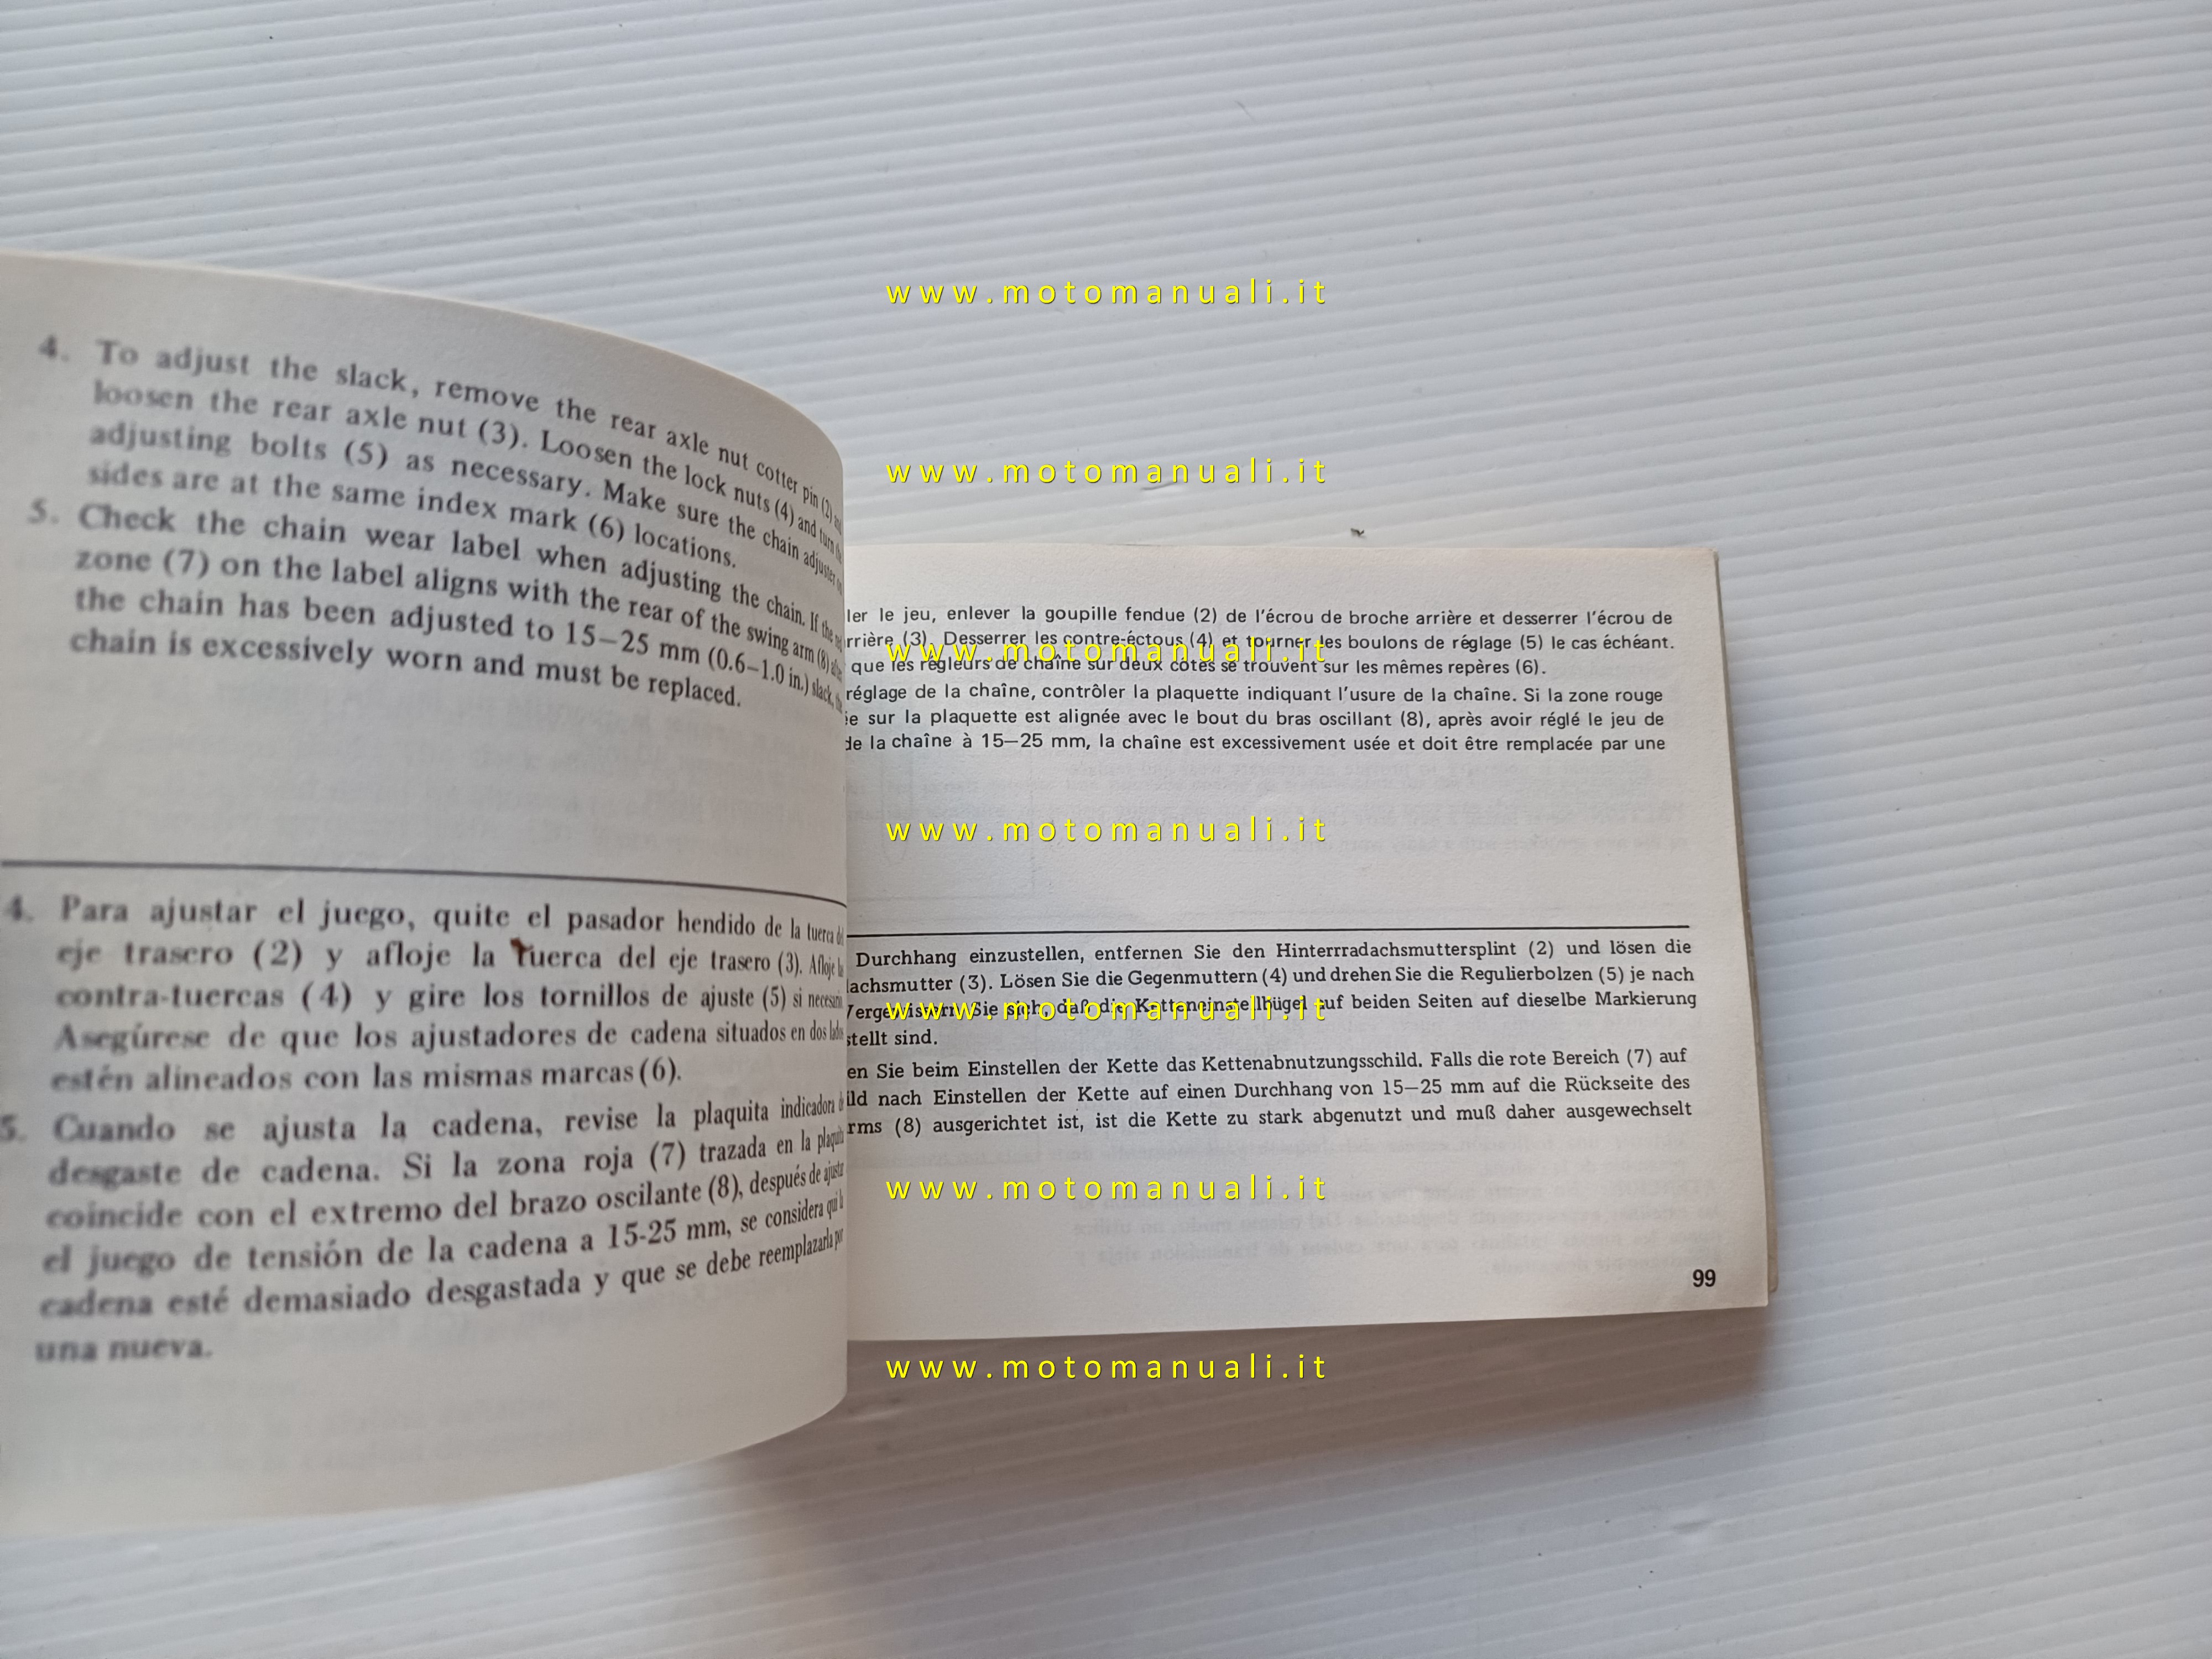 4. To adjust the slack, remove the rear axle nut cotter pin (2) and
loosen the rear axle nut (3). Loosen the lock nuts (4) and turn the
adjusting bolts (5) as necessary. Make sure the chain adjuster on
sides are at the same index mark (6) locations.
5. Check the chain wear label when adjusting the chain. If the red
zone (7) on the label aligns with the rear of the swing arm (8) after
the chain has been adjusted to 15–25 mm (0.6–1.0 in.) slack, the
chain is excessively worn and must be replaced.
4. Para ajustar el juego, quite el pasador hendido de la tuerca del
eje trasero (2) y afloje la tuerca del eje trasero (3). Afloje la
contra-tuercas (4) y gire los tornillos de ajuste (5) si
Asegúrese de que los ajustadores de cadena situados en dos lados
estén alineados con las mismas marcas (6).
5. Cuando se ajusta la cadena, revise la plaquita indicadora
desgaste de cadena. Si la zona roja (7) trazada en la
coincide con el extremo del brazo oscilante (8), después de ajustar
el juego de tensión de la cadena a 15-25 mm, se considera
cadena esté demasiado desgastada y que se debe reemplazarla por
una nueva.
ler le jeu, enlever la goupille fendue (2) de l'écrou de broche arrière et desserrer l'écrou de
rrière (3). Desserrer les contre-éctous (4) et tourner les boulons de réglage (5) le cas échéant.
que les régleurs de chaîne sur deux côtés se trouvent sur les mêmes repères (6).
réglage de la chaîne, contrôler la plaquette indiquant l'usure de la chaîne. Si la zone rouge
ée sur la plaquette est alignée avec le bout du bras oscillant (8), après avoir réglé le jeu de
de la chaîne à 15–25 mm, la chaîne est excessivement usée et doit être remplacée par une
Durchhang einzustellen, entfernen Sie den Hinterrradachsmuttersplint (2) und lösen die
achsmutter (3). Lösen Sie die Gegenmuttern (4) und drehen Sie die Regulierbolzen (5) je nach
Vergewissern Sie sich, daß die Ketteneinstellbügel auf beiden Seiten auf dieselbe Markierung
stellt sind.
en Sie beim Einstellen der Kette das Kettenabnutzungsschild. Falls die rote Bereich (7) auf
ild nach Einstellen der Kette auf einen Durchhang von 15–25 mm auf die Rückseite des
rms (8) ausgerichtet ist, ist die Kette zu stark abgenutzt und muß daher ausgewechselt
99
www.motomanuali.it
www.motomanuali.it
www.motomanuali.it
www.motomanuali.it
www.motomanuali.it
www.motomanuali.it
www.motomanuali.it